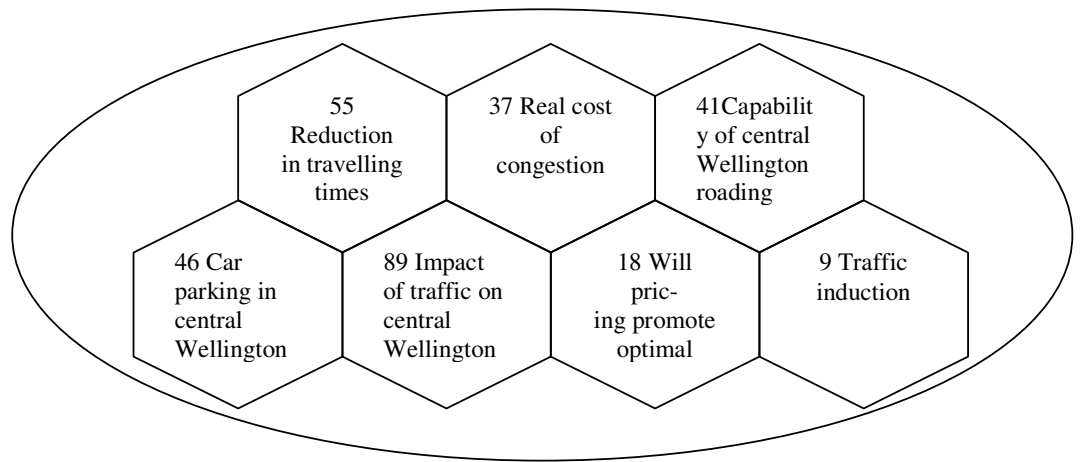 55
Reduction
in travelling
times
37 Real cost
of
congestion
41Capabilit
y of central
Wellington
roading
46 Car
parking in
central
Wellington
89 Impact
of traffic on
central
Wellington
18 Will
pric-
ing promote
optimal
9 Traffic
induction